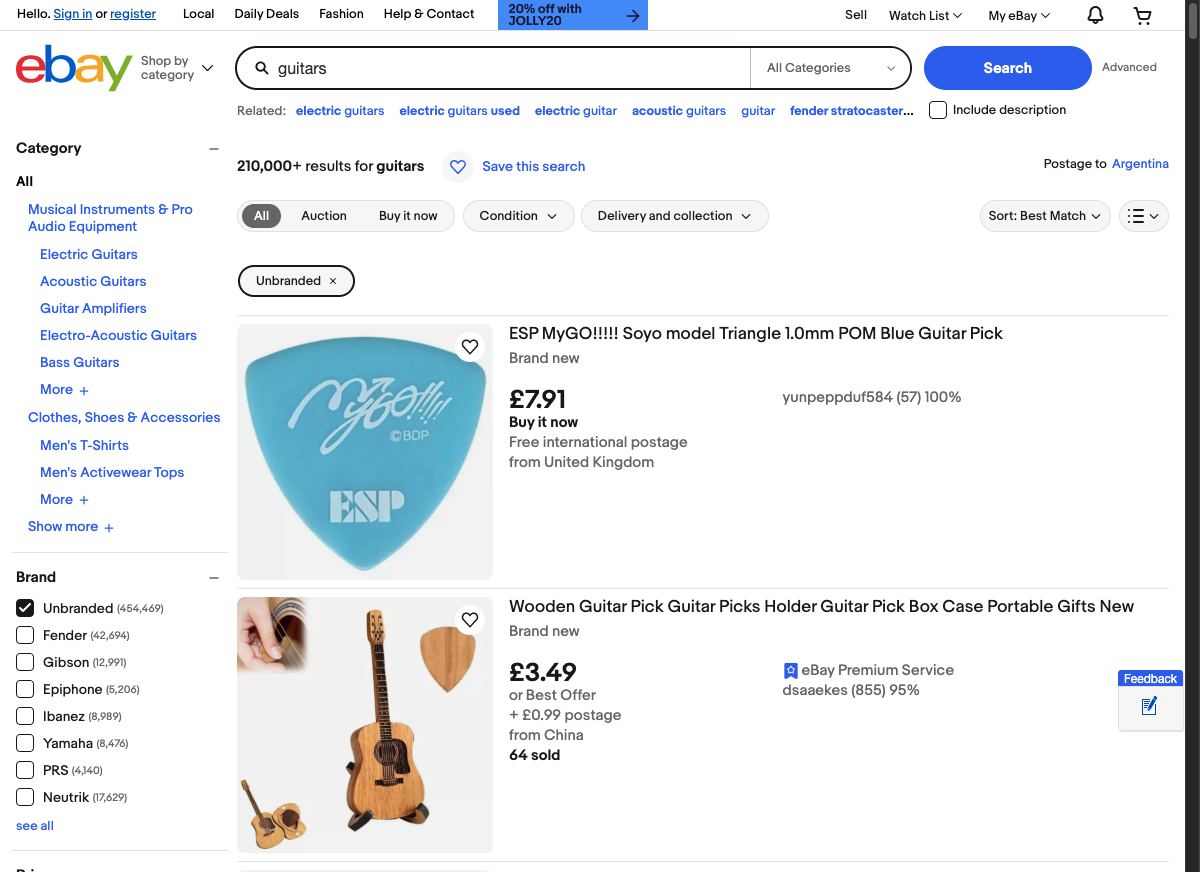 Hello. Sign in or register
Local
Daily Deals
Fashion
Help & Contact
20% off with
JOLLY20
Sell
Watch List
My eBay
ebay
Shop by
category
guitars
All Categories
Search
Advanced
Related:
electric guitars
electric guitars used
electric guitar
acoustic guitars
guitar
fender stratocaster...
Include description
Category
All
Musical Instruments & Pro
Audio Equipment
Electric Guitars
Acoustic Guitars
Guitar Amplifiers
Electro-Acoustic Guitars
Bass Guitars
More +
Clothes, Shoes & Accessories
Men's T-Shirts
Men's Activewear Tops
More +
Show more +
Brand
Unbranded (454,469)
Fender (42,694)
Gibson (12,991)
Epiphone (5,206)
Ibanez (8,989)
Yamaha (8,476)
PRS (4,140)
Neutrik (17,629)
see all
210,000+ results for guitars
Save this search
Postage to Argentina
All
Auction
Buy it now
Condition
Delivery and collection
Sort: Best Match
Unbranded ×
MyGO!!!!!
©BDP
ESP
ESP MyGO!!!!! Soyo model Triangle 1.0mm POM Blue Guitar Pick
Brand new
£7.91
Buy it now
Free international postage
from United Kingdom
yunpeppduf584 (57) 100%
Wooden Guitar Pick Guitar Picks Holder Guitar Pick Box Case Portable Gifts New
Brand new
£3.49
or Best Offer
+ £0.99 postage
from China
64 sold
eBay Premium Service
dsaaekes (855) 95%
Feedback